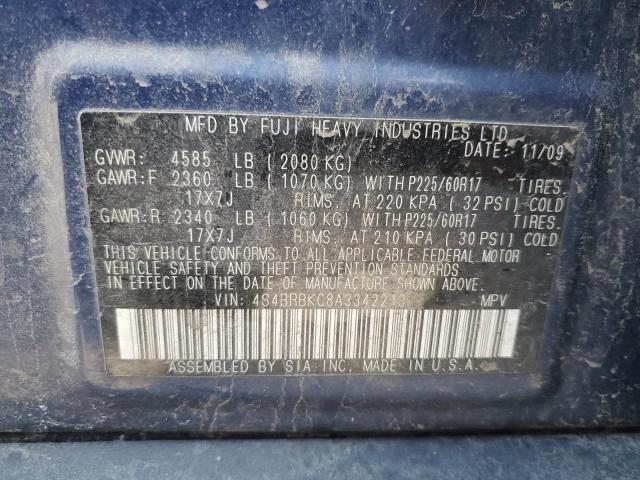 MFD BY FUJI HEAVY INDUSTRIES LTD.
DATE: 11/09
GVWR: 4585 LB ( 2080 KG)
GAWR:F 2360 LB ( 1070 KG) WITH P225/60R17 TIRES.
17X7J RIMS. AT 220 KPA ( 32 PSI) COLD
GAWR:R 2340 LB ( 1060 KG) WITH P225/60R17 TIRES.
17X7J RIMS. AT 210 KPA ( 30 PSI) COLD
THIS VEHICLE CONFORMS TO ALL APPLICABLE FEDERAL MOTOR
VEHICLE SAFETY AND THEFT PREVENTION STANDARDS IN
EFFECT ON THE DATE OF MANUFACTURE SHOWN ABOVE.
VIN: 4S4BRBKC8A3342213 MPV
ASSEMBLED BY SIA INC. MADE IN U.S.A.